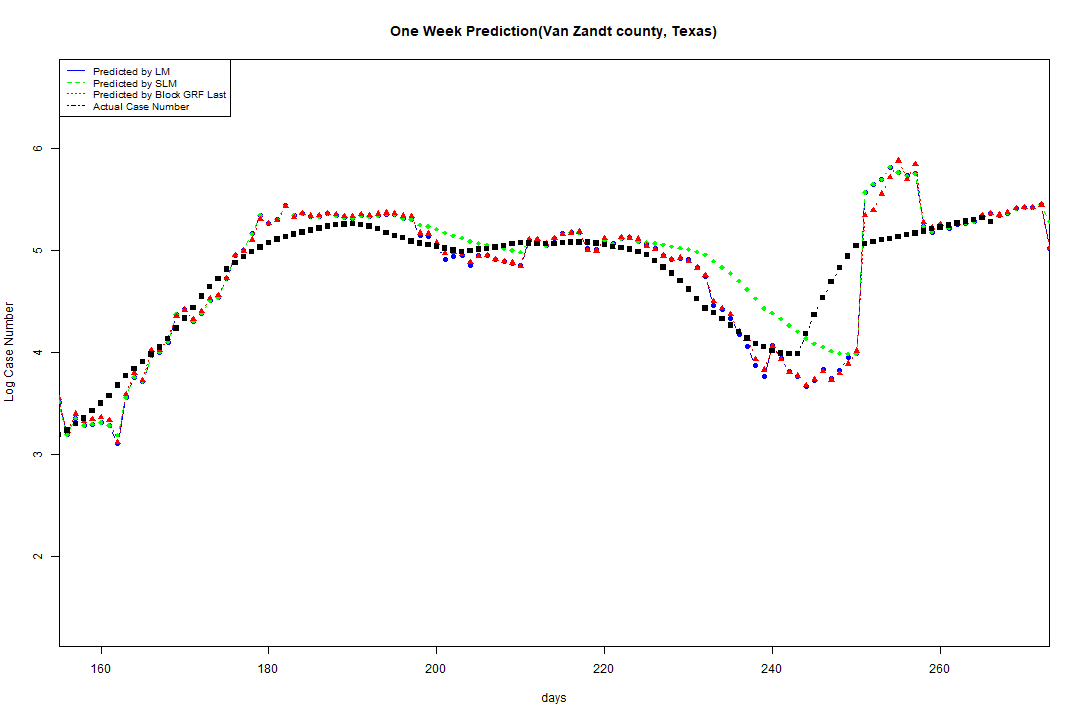 One Week Prediction(Van Zandt county, Texas)
Predicted by LM
Predicted by SLM
Predicted by Block GRF Last
Actual Case Number
6
5
4
3
2
Log Case Number
160 180 200 220 240 260
days